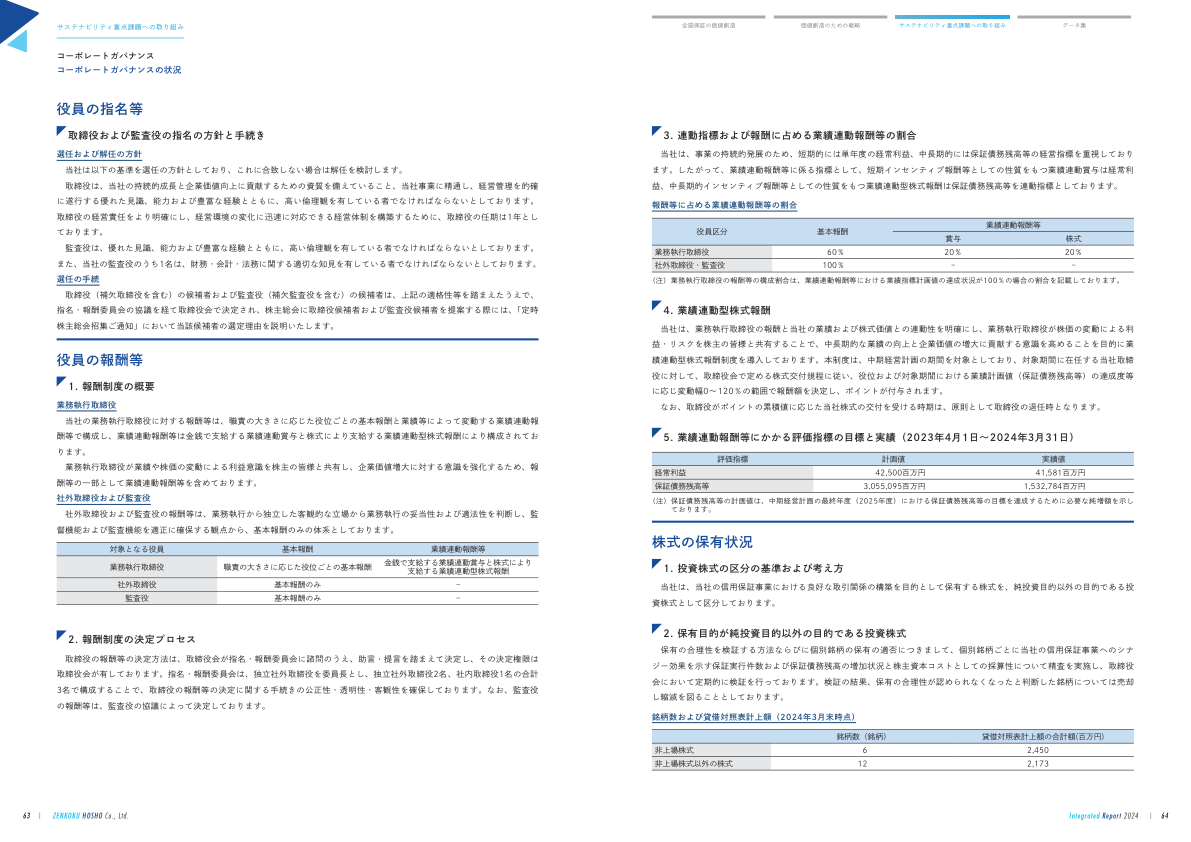 サステナビリティ重点課題への取り組み
コーポレートガバナンス
コーポレートガバナンスの状況
役員の指名等
取締役および監査役の指名の方針と手続き
選任および解任の方針
当社は以下の基準を選任の方針としており、これに合致しない場合は解任を検討します。
取締役は、当社の持続的成長と企業価値向上に貢献するための資質を備えていること、当社事業に精通し、経営管理を的確
に遂行する優れた見識、能力および豊富な経験とともに、高い倫理観を有している者でなければならないとしております。
取締役の経営責任をより明確にし、経営環境の変化に迅速に対応できる経営体制を構築するために、取締役の任期は1年とし
ております。
監査役は、優れた見識、能力および豊富な経験とともに、高い倫理観を有している者でなければならないとしております。
また、当社の監査役のうち1名は、財務・会計・法務に関する適切な知見を有している者でなければならないとしております。
選任の手続
取締役（補欠取締役を含む）の候補者および監査役（補欠監査役を含む）の候補者は、上記の適格性等を踏まえたうえで、
指名・報酬委員会の協議を経て取締役会で決定され、株主総会に取締役候補者および監査役候補者を提案する際には、「定時
株主総会招集ご通知」において当該候補者の選定理由を説明いたします。
役員の報酬等
1. 報酬制度の概要
業務執行取締役
当社の業務執行取締役に対する報酬等は、職責の大きさに応じた役位ごとの基本報酬と業績等によって変動する業績連動報
酬等で構成し、業績連動報酬等は金銭で支給する業績連動賞与と株式により支給する業績連動型株式報酬により構成されてお
ります。
業務執行取締役が業績や株価の変動による利益意識を株主の皆様と共有し、企業価値増大に対する意識を強化するため、報
酬等の一部として業績連動報酬等を含めております。
社外取締役および監査役
社外取締役および監査役の報酬等は、業務執行から独立した客観的な立場から業務執行の妥当性および適法性を判断し、監
督機能および監査機能を適正に確保する観点から、基本報酬のみの体系としております。
対象となる役員 基本報酬 業績連動報酬等
業務執行取締役 職責の大きさに応じた役位ごとの基本報酬 金銭で支給する業績連動賞与と株式により
支給する業績連動型株式報酬
社外取締役 基本報酬のみ －
監査役 基本報酬のみ －
2. 報酬制度の決定プロセス
取締役の報酬等の決定方法は、取締役会が指名・報酬委員会に諮問のうえ、助言・提言を踏まえて決定し、その決定権限は
取締役会が有しております。指名・報酬委員会は、独立社外取締役を委員長とし、独立社外取締役2名、社内取締役1名の合計
3名で構成することで、取締役の報酬等の決定に関する手続きの公正性・透明性・客観性を確保しております。なお、監査役
の報酬等は、監査役の協議によって決定しております。
63 | ZENKOKU HOSHO Co., Ltd.
全国保証の価値創造 価値創造のための戦略 サステナビリティ重点課題への取り組み データ集
3. 連動指標および報酬に占める業績連動報酬等の割合
当社は、事業の持続的発展のため、短期的には単年度の経常利益、中長期的には保証債務残高等の経営指標を重視しており
ます。したがって、業績連動報酬等に係る指標として、短期インセンティブ報酬等としての性質をもつ業績連動賞与は経常利
益、中長期的インセンティブ報酬等としての性質をもつ業績連動型株式報酬は保証債務残高等を連動指標としております。
報酬等に占める業績連動報酬等の割合
役員区分 基本報酬 業績連動報酬等
賞与 株式
業務執行取締役 60％ 20％ 20％
社外取締役・監査役 100％ － －
（注）業務執行取締役の報酬等の構成割合は、業績連動報酬等における業績指標計画値の達成状況が100％の場合の割合を記載しております。
4. 業績連動型株式報酬
当社は、業務執行取締役の報酬と当社の業績および株式価値との連動性を明確にし、業務執行取締役が株価の変動による利
益・リスクを株主の皆様と共有することで、中長期的な業績の向上と企業価値の増大に貢献する意識を高めることを目的に業
績連動型株式報酬制度を導入しております。本制度は、中期経営計画の期間を対象としており、対象期間に在任する当社取締
役に対して、取締役会で定める株式交付規程に従い、役位および対象期間における業績計画値（保証債務残高等）の達成度等
に応じ変動幅0～120％の範囲で報酬額を決定し、ポイントが付与されます。
なお、取締役がポイントの累積値に応じた当社株式の交付を受ける時期は、原則として取締役の退任時となります。
5. 業績連動報酬等にかかる評価指標の目標と実績（2023年4月1日～2024年3月31日）
評価指標 計画値 実績値
経常利益 42,500百万円 41,581百万円
保証債務残高等 3,055,095百万円 1,532,784百万円
（注）保証債務残高等の計画値は、中期経営計画の最終年度（2025年度）における保証債務残高等の目標を達成するために必要な純増額を示し
ております。
株式の保有状況
1. 投資株式の区分の基準および考え方
当社は、当社の信用保証事業における良好な取引関係の構築を目的として保有する株式を、純投資目的以外の目的である投
資株式として区分しております。
2. 保有目的が純投資目的以外の目的である投資株式
保有の合理性を検証する方法ならびに個別銘柄の保有の適否につきまして、個別銘柄ごとに当社の信用保証事業へのシナ
ジー効果を示す保証実行件数および保証債務残高の増加状況と株主資本コストとしての採算性について精査を実施し、取締役
会において定期的に検証を行っております。検証の結果、保有の合理性が認められなくなったと判断した銘柄については売却
し縮減を図ることとしております。
銘柄数および貸借対照表計上額（2024年3月末時点）
銘柄数（銘柄） 貸借対照表計上額の合計額(百万円)
非上場株式 6 2,450
非上場株式以外の株式 12 2,173
Integrated Report 2024 | 64